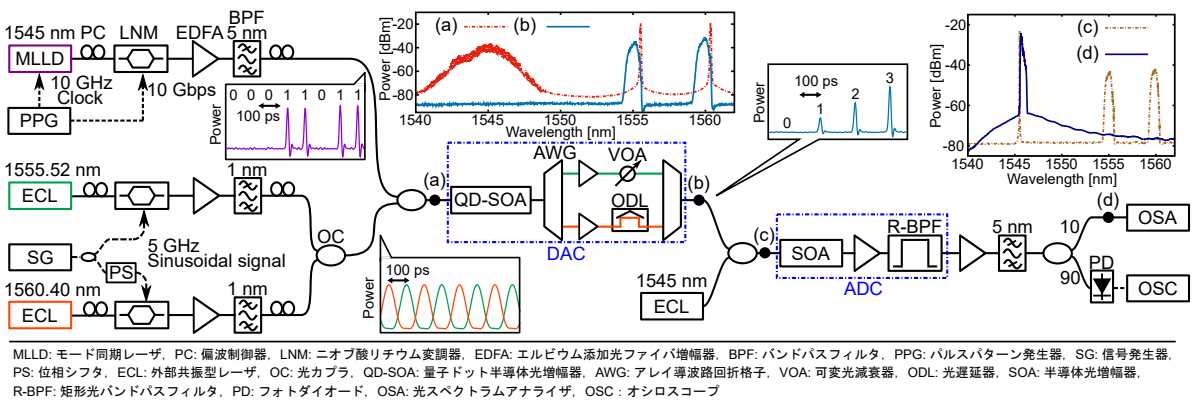 1545 nm PC LNM EDFA BPF 5 nm
MLLD
10 GHz Clock
10 Gbps
PPG
0 0 0 1 1 0 1 1
100 ps
Power
1555.52 nm
ECL
1 nm
SG
5 GHz
Sinusoidal signal
PS
OC
1560.40 nm
ECL
1 nm
(a) (b)
Power [dBm]
-20
-40
-60
-80
1540 1545 1550 1555 1560
Wavelength [nm]
100 ps
Power
(a)
QD-SOA
AWG
VOA
ODL
DAC
(b)
100 ps
Power
0 1 2 3
1545 nm
ECL
(c)
SOA
R-BPF
ADC
5 nm
10
90
(d)
OSA
PD
OSC
(c)
(d)
Power [dBm]
-20
-40
-60
-80
1540 1545 1550 1555 1560
Wavelength [nm]
MLLD: モード同期レーザ, PC: 偏波制御器, LNM: ニオブ酸リチウム変調器, EDFA: エルビウム添加光ファイバ増幅器, BPF: バンドパスフィルタ, PPG: パルスパターン発生器, SG: 信号発生器,
PS: 位相シフタ, ECL: 外部共振型レーザ, OC: 光カプラ, QD-SOA: 量子ドット半導体光増幅器, AWG: アレイ導波路回折格子, VOA: 可変光減衰器, ODL: 光遅延器, SOA: 半導体光増幅器,
R-BPF: 矩形光バンドパスフィルタ, PD: フォトダイオード, OSA: 光スペクトラムアナライザ, OSC : オシロスコープ